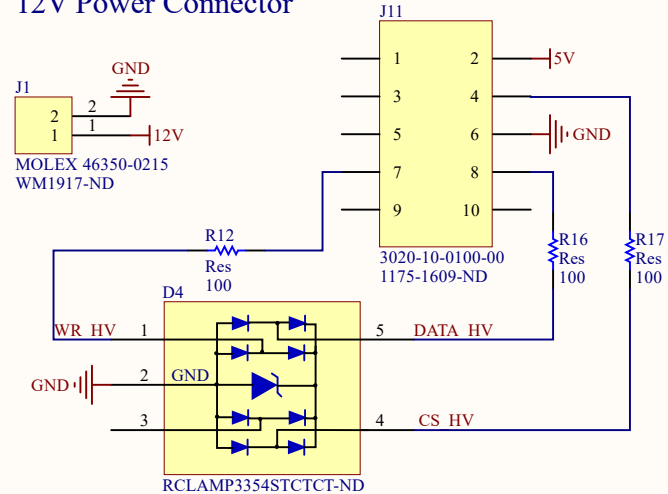 12V Power Connector
J11
GND
J1
2 2
1 1 12V
MOLEX 46350-0215
WM1917-ND
1 2 5V
3 4
5 6 GND
7 8
9 10
3020-10-0100-00
1175-1609-ND
R12
Res
100
R16
Res
100
R17
Res
100
D4
WR_HV 1 5 DATA_HV
GND 2 GND
3 4 CS_HV
RCLAMP3354STCTCT-ND